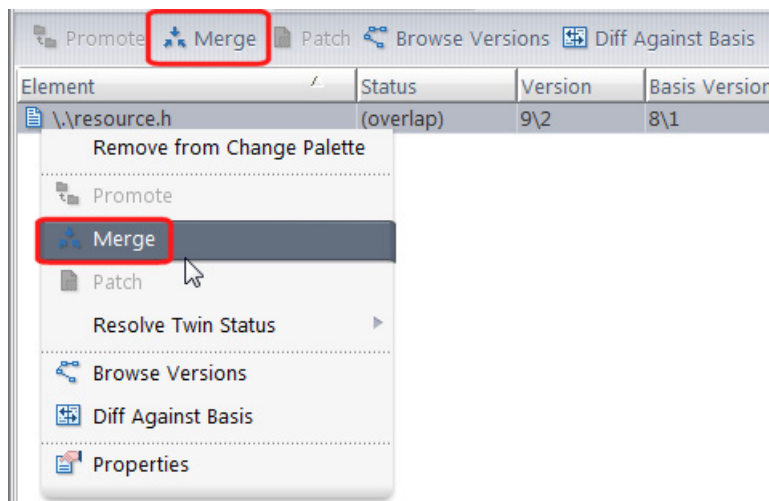 Promote Merge Patch Browse Versions Diff Against Basis
Element Status Version Basis Version
\.\resource.h (overlap) 9\2 8\1
Remove from Change Palette
Promote
Merge
Patch
Resolve Twin Status
Browse Versions
Diff Against Basis
Properties